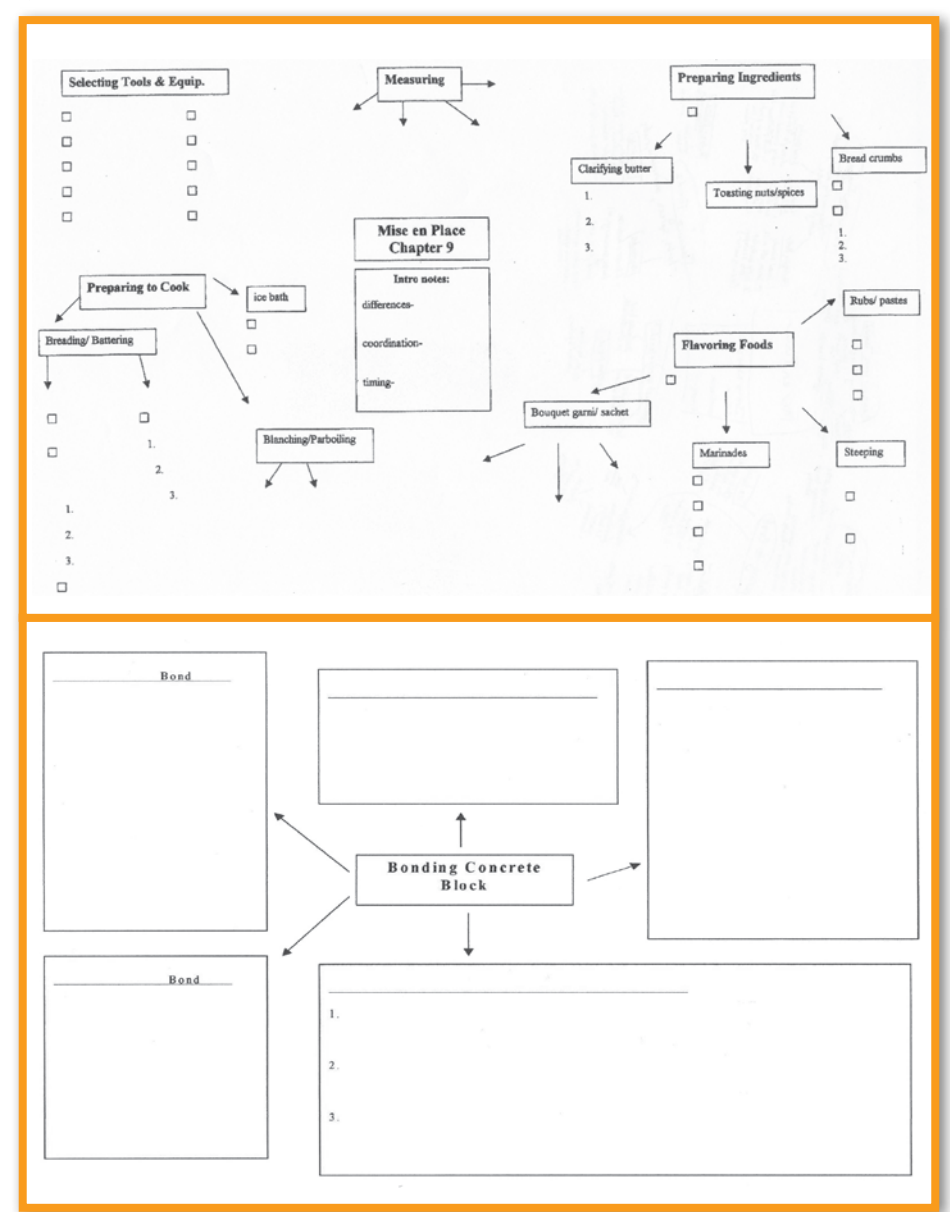 Selecting Tools & Equip.
Measuring
Preparing Ingredients
Clarifying butter
1.
2.
3.
Toasting nuts/spices
Bread crumbs
1.
2.
3.
Mise en Place
Chapter 9
Intro notes:
differences-
coordination-
timing-
Preparing to Cook
ice bath
Breading/ Battering
1.
2.
3.
1.
2.
3.
Blanching/Parboiling
Flavoring Foods
Rubs/ pastes
Bouquet garni/ sachet
Marinades
Steeping
Bond
Bonding Concrete
Block
Bond
1.
2.
3.